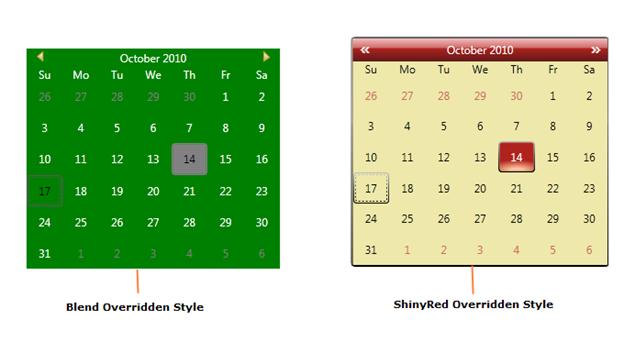 October 2010
Su Mo Tu We Th Fr Sa
26 27 28 29 30 1 2
3 4 5 6 7 8 9
10 11 12 13 14 15 16
17 18 19 20 21 22 23
24 25 26 27 28 29 30
31 1 2 3 4 5 6
Blend Overridden Style
« October 2010 »
Su Mo Tu We Th Fr Sa
26 27 28 29 30 1 2
3 4 5 6 7 8 9
10 11 12 13 14 15 16
17 18 19 20 21 22 23
24 25 26 27 28 29 30
31 1 2 3 4 5 6
ShinyRed Overridden Style